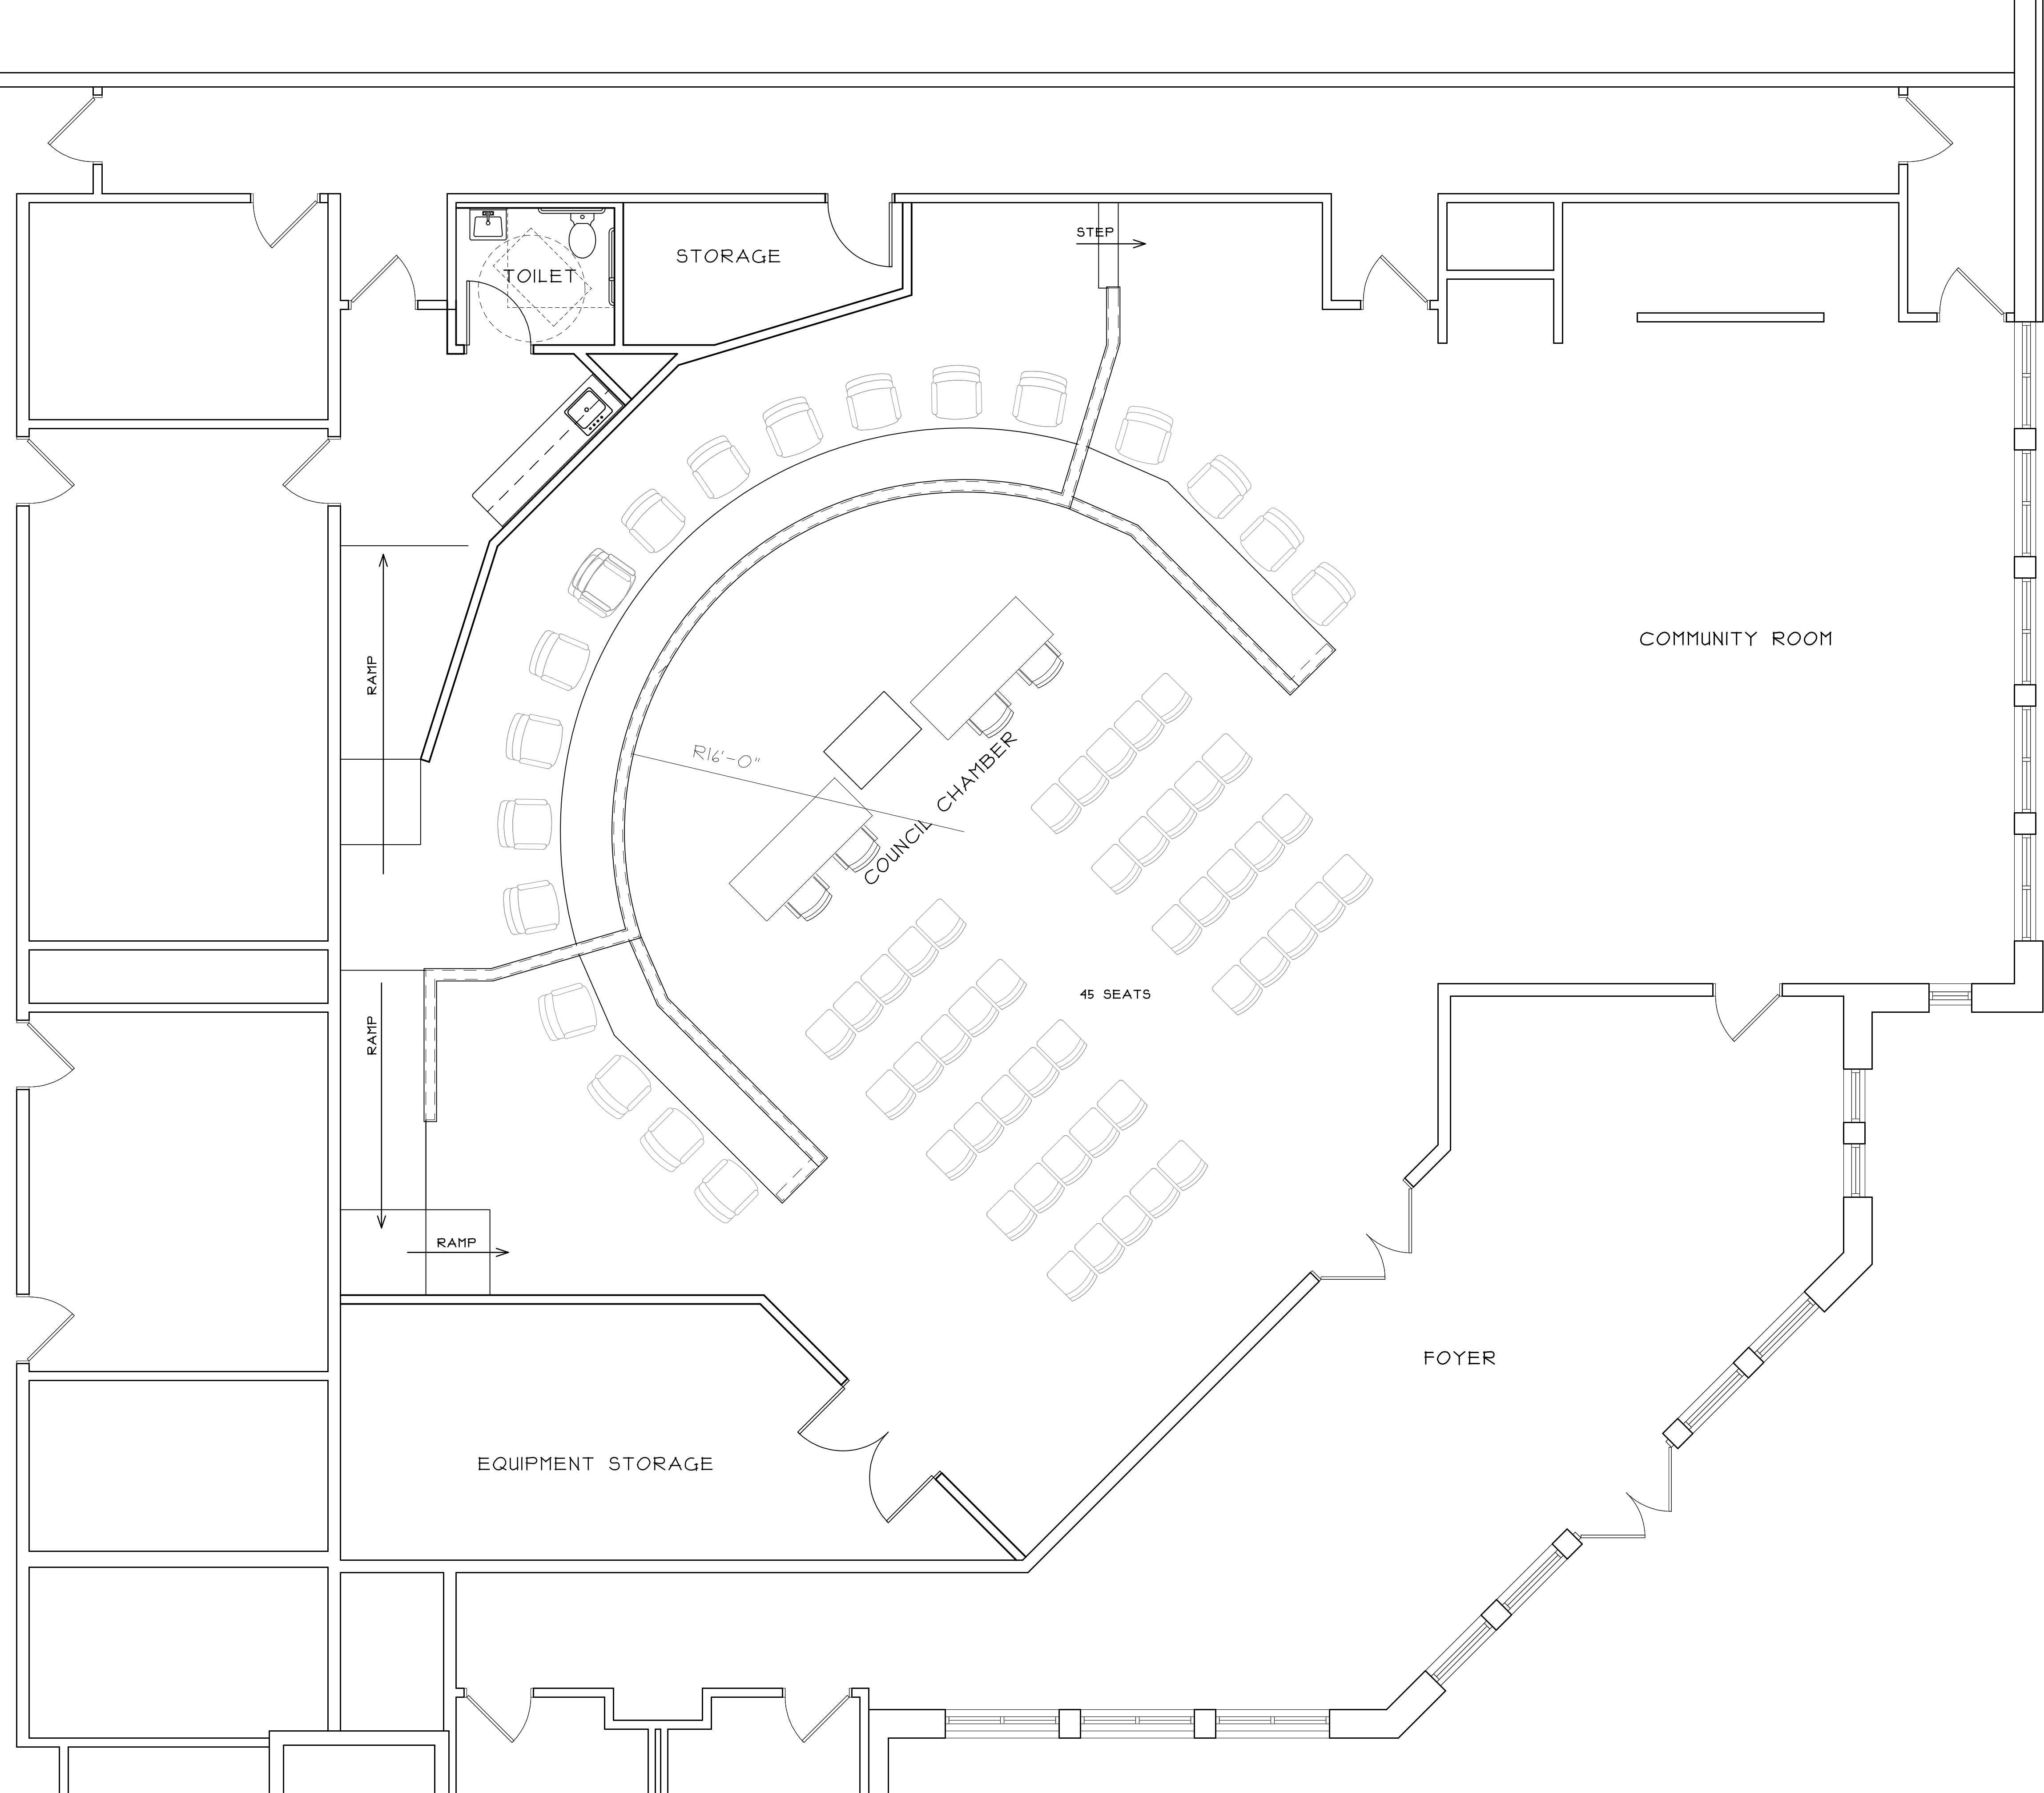 STEP
STORAGE
TOILET
COMMUNITY ROOM
RAMP
R16'-0"
COUNCIL CHAMBER
45 SEATS
RAMP
RAMP
FOYER
EQUIPMENT STORAGE